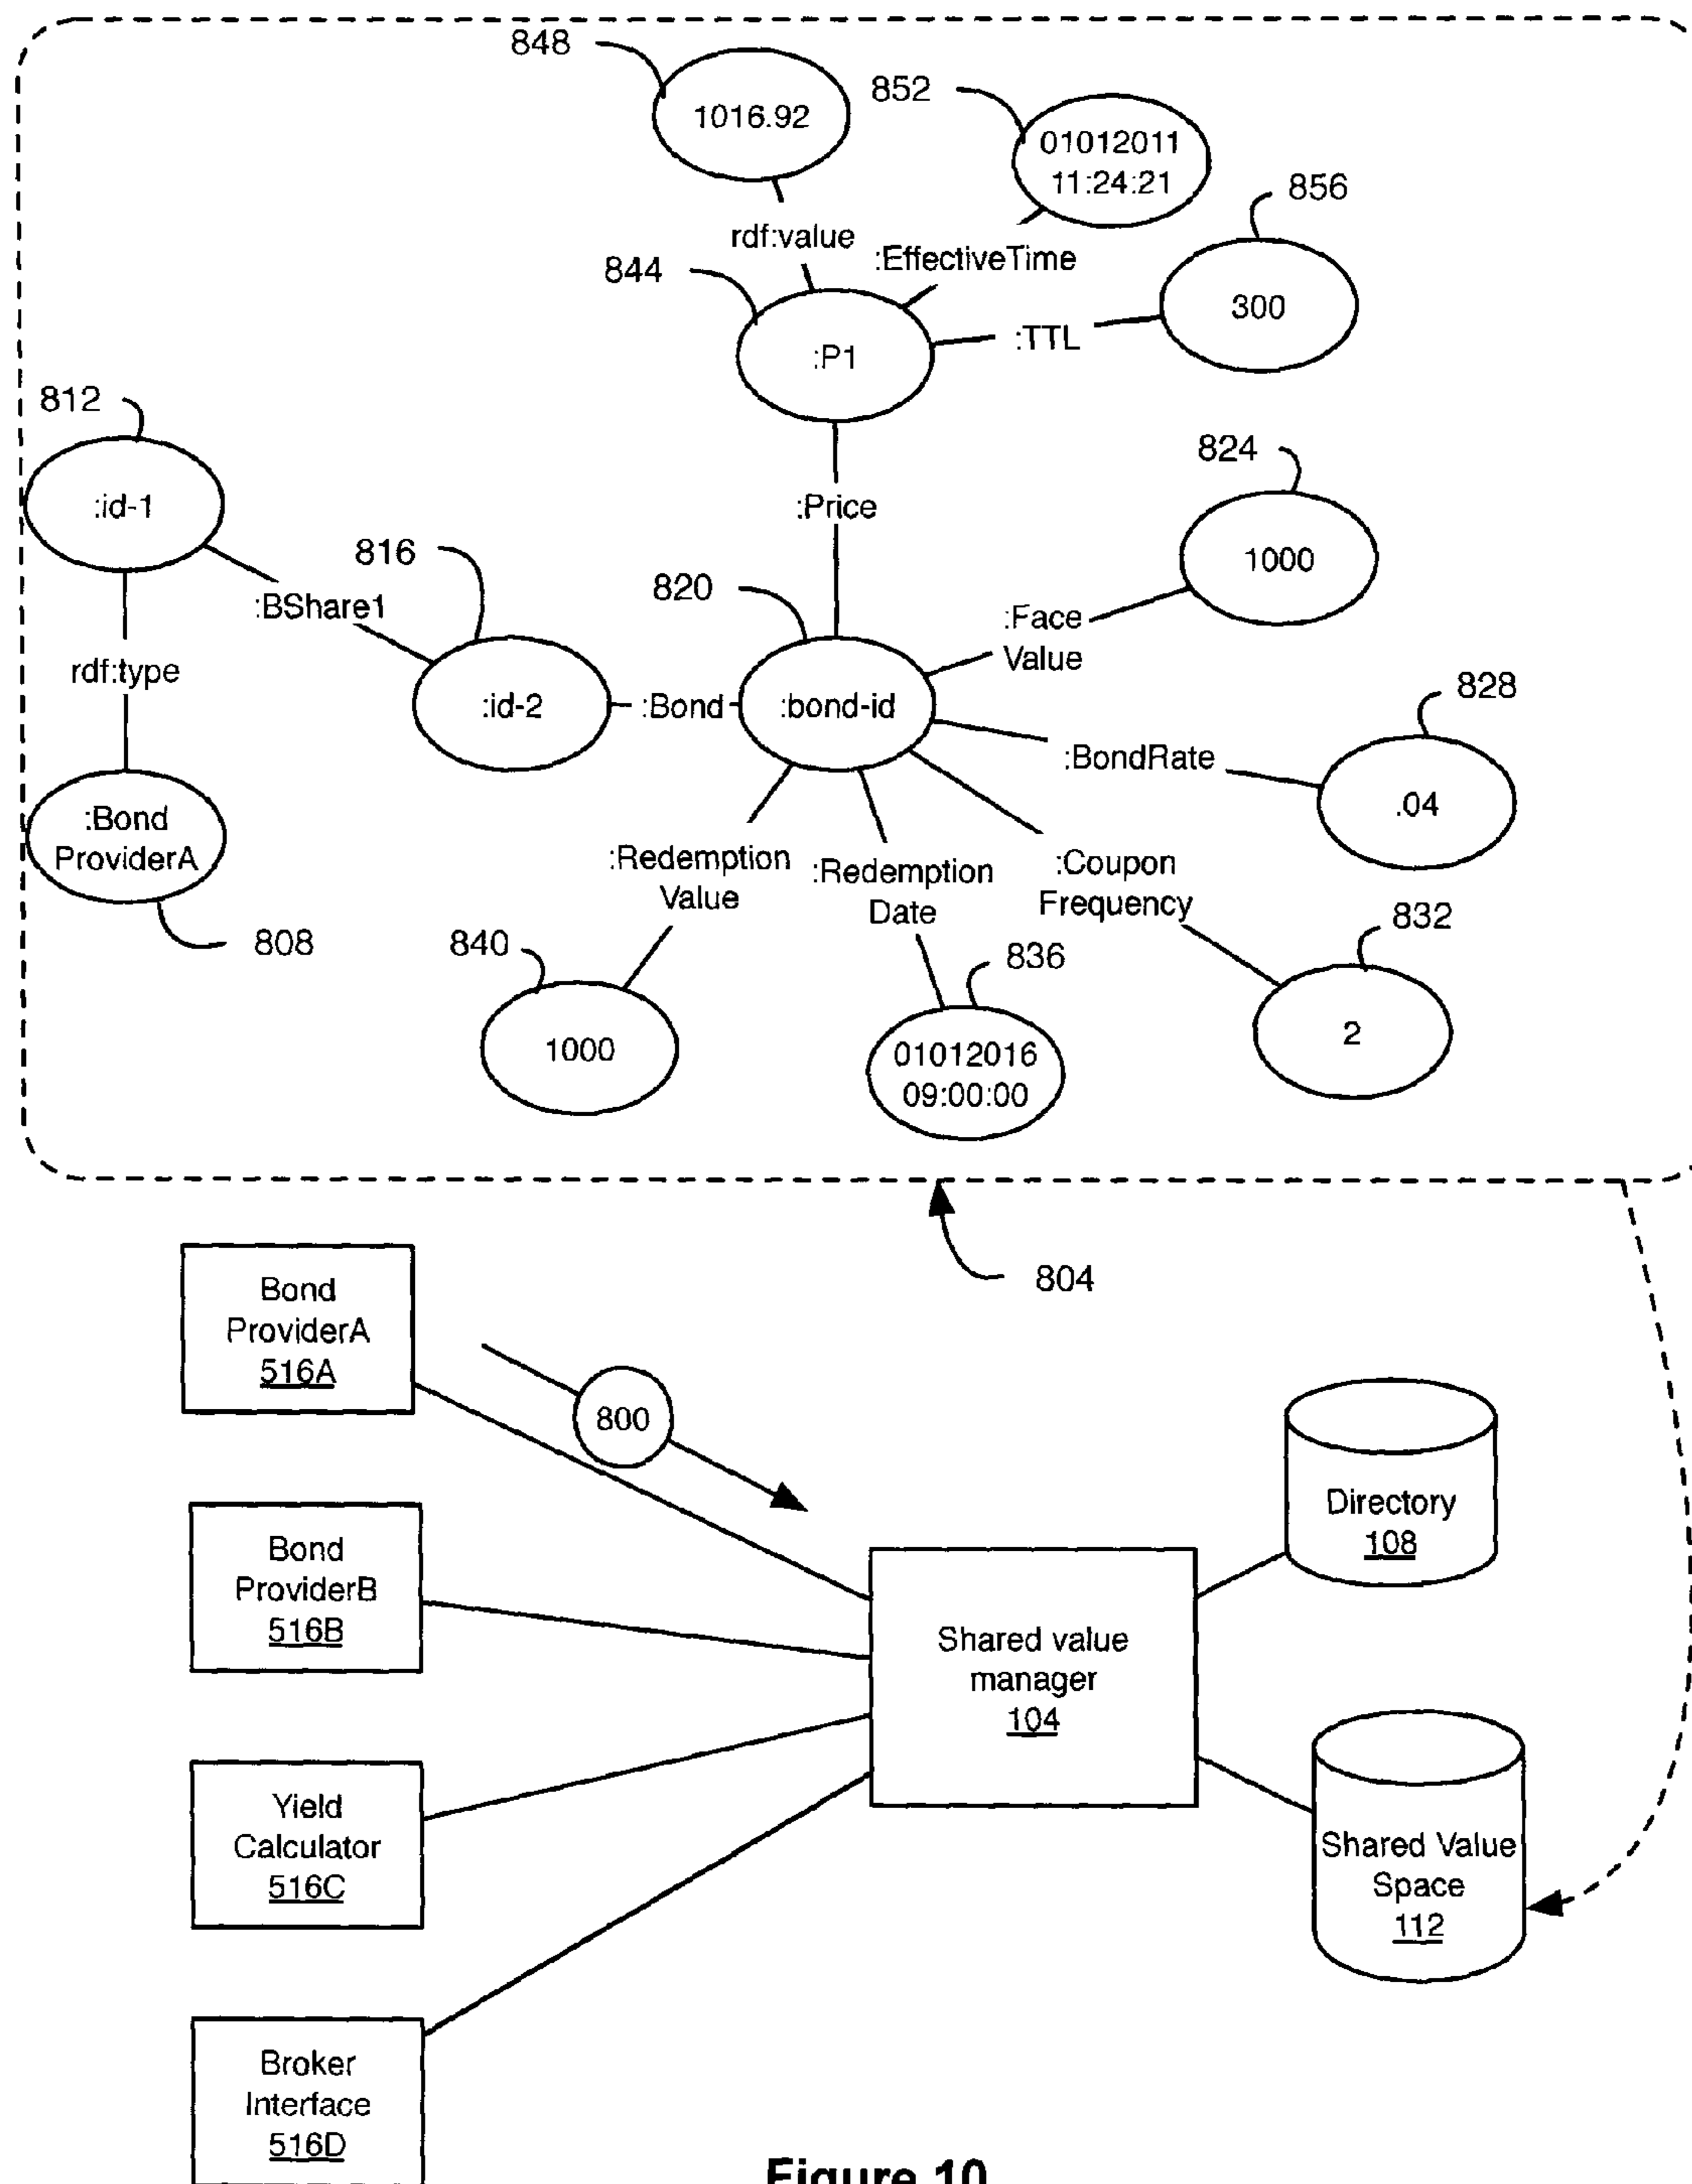 848
1016.92
852
01012011
11:24:21
856
300
rdf:value
:EffectiveTime
844
:P1
:TTL
812
:id-1
:Price
824
1000
816
:BShare1
820
:Face
Value
rdf:type
:id-2
:Bond
:bond-id
828
:BondRate
.04
:Bond
ProviderA
808
:Redemption
Value
:Redemption
Date
:Coupon
Frequency
840
1000
836
01012016
09:00:00
832
2
804
Bond
ProviderA
516A
800
Directory
108
Bond
ProviderB
516B
Shared value
manager
104
Yield
Calculator
516C
Shared Value
Space
112
Broker
Interface
516D
Figure 10